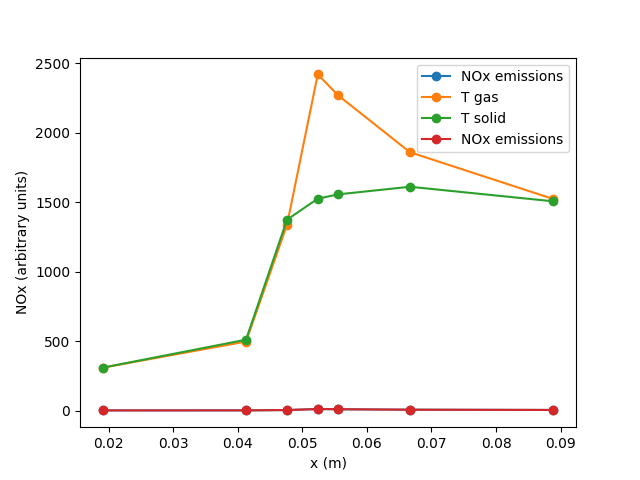 2500
2000
1500
1000
500
0
NOx (arbitrary units)
NOx emissions
T gas
T solid
NOx emissions
0.02 0.03 0.04 0.05 0.06 0.07 0.08 0.09
x (m)